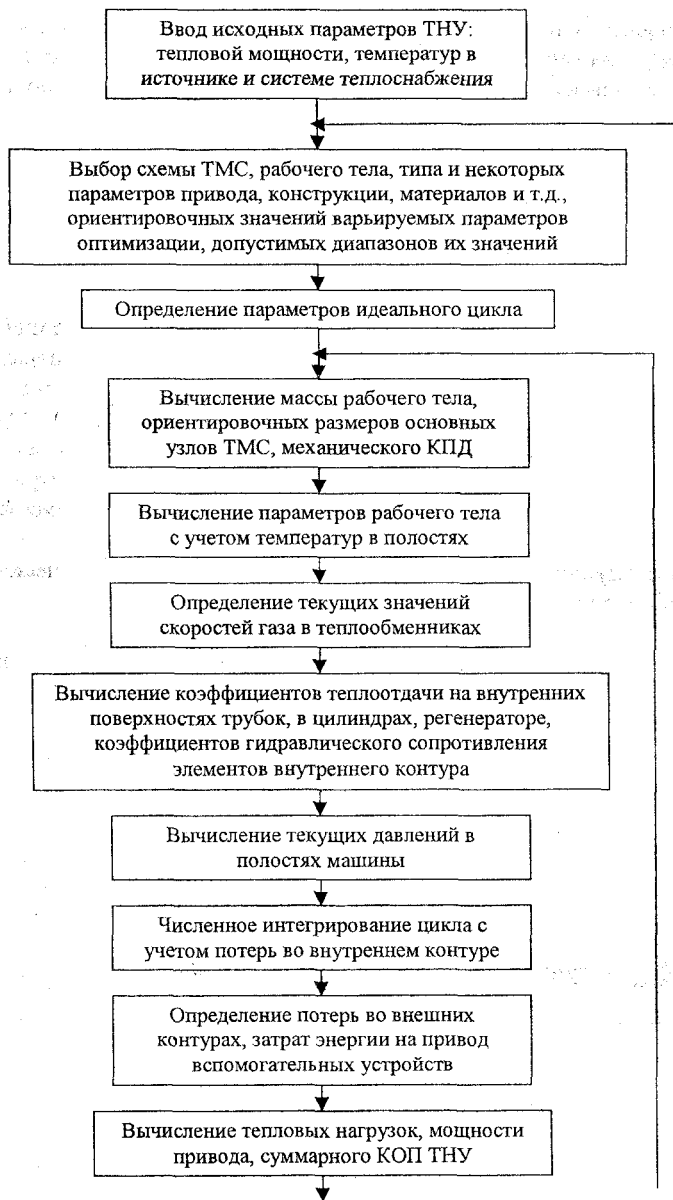 Ввод исходных параметров ТНУ:
тепловой мощности, температур в
источнике и системе теплоснабжения
Выбор схемы ТМС, рабочего тела, типа и некоторых
параметров привода, конструкции, материалов и т.д.,
ориентировочных значений варьируемых параметров
оптимизации, допустимых диапазонов их значений
Определение параметров идеального цикла
Вычисление массы рабочего тела,
ориентировочных размеров основных
узлов ТМС, механического КПД
Вычисление параметров рабочего тела
с учетом температур в полостях
Определение текущих значений
скоростей газа в теплообменниках
Вычисление коэффициентов теплоотдачи на внутренних
поверхностях трубок, в цилиндрах, регенераторе,
коэффициентов гидравлического сопротивления
элементов внутреннего контура
Вычисление текущих давлений в
полостях машины
Численное интегрирование цикла с
учетом потерь во внутреннем контуре
Определение потерь во внешних
контурах, затрат энергии на привод
вспомогательных устройств
Вычисление тепловых нагрузок, мощности
привода, суммарного КОП ТНУ